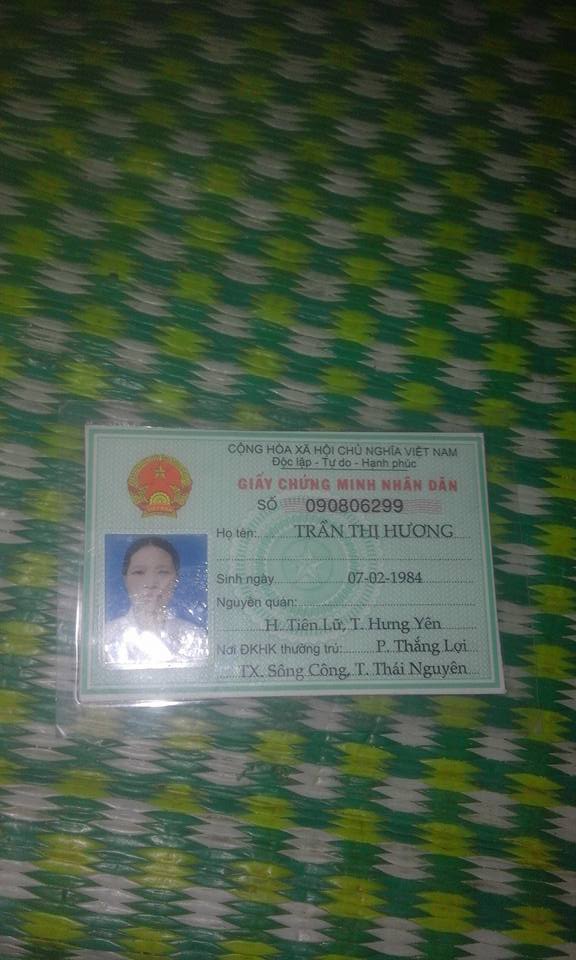 CỘNG HÒA XÃ HỘI CHỦ NGHĨA VIỆT NAM
Độc lập - Tự do - Hạnh phúc
GIẤY CHỨNG MINH NHÂN DÂN
SỐ 090806299
Họ tên: TRẦN THỊ HƯƠNG
Sinh ngày 07-02-1984
Nguyên quán:
H. Tiên Lữ, T. Hưng Yên
Nơi ĐKHK thường trú: P. Thắng Lợi
TX. Sông Công, T. Thái Nguyên